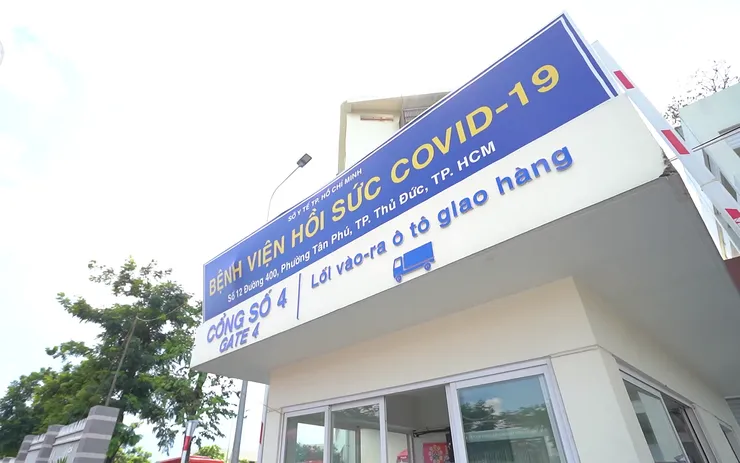 SỞ Y TẾ TP. HỒ CHÍ MINH
BỆNH VIỆN HỒI SỨC COVID-19
Số 12 Đường 400, Phường Tân Phú, TP. Thủ Đức, TP. HCM
CỔNG SỐ 4
GATE 4
Lối vào-ra ô tô giao hàng